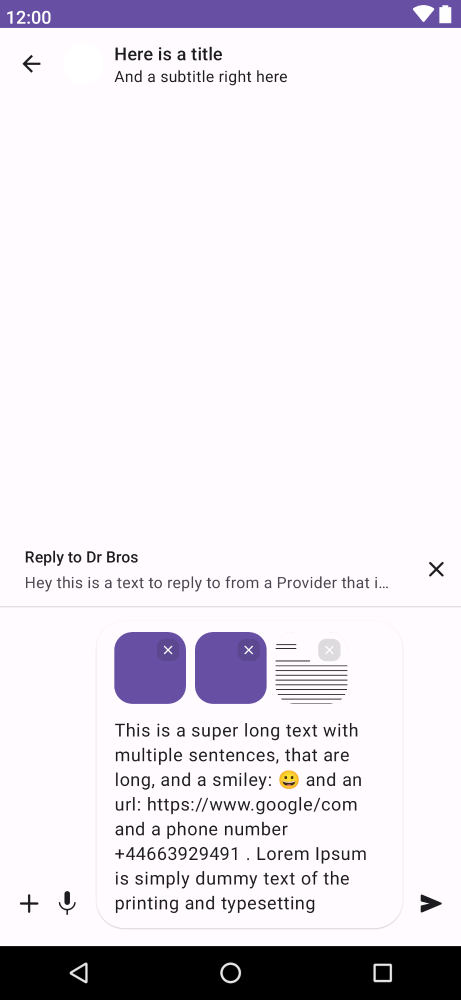 12:00
Here is a title
And a subtitle right here
Reply to Dr Bros
Hey this is a text to reply to from a Provider that i…
This is a super long text with
multiple sentences, that are
long, and a smiley: 😀 and an
url: https://www.google/com
and a phone number
+44663929491 . Lorem Ipsum
is simply dummy text of the
printing and typesetting